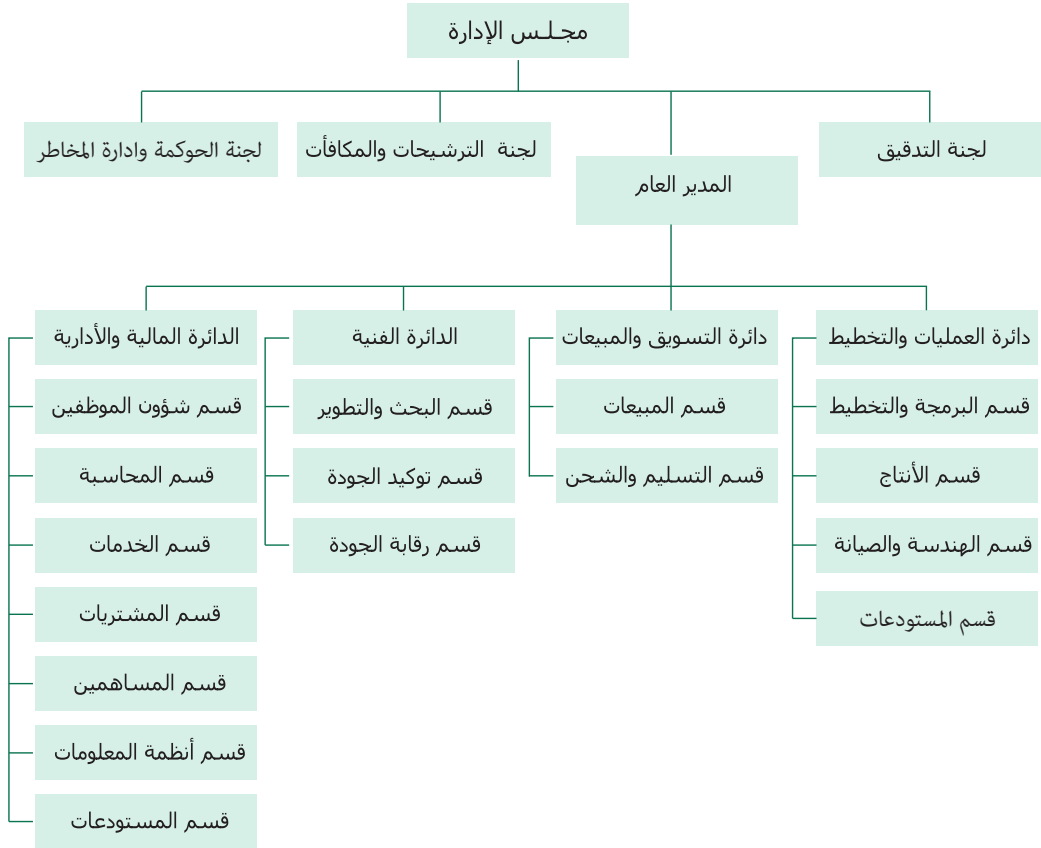 مجلس الإدارة
لجنة التدقيق
لجنة الترشيحات والمكافأت
لجنة الحوكمة وادارة المخاطر
المدير العام
دائرة العمليات والتخطيط
قسم البرمجة والتخطيط
قسم الأنتاج
قسم الهندسة والصيانة
قسم المستودعات
دائرة التسويق والمبيعات
قسم المبيعات
قسم التسليم والشحن
الدائرة الفنية
قسم البحث والتطوير
قسم توكيد الجودة
قسم رقابة الجودة
الدائرة المالية والأدارية
قسم شؤون الموظفين
قسم المحاسبة
قسم الخدمات
قسم المشتريات
قسم المساهمين
قسم أنظمة المعلومات
قسم المستودعات